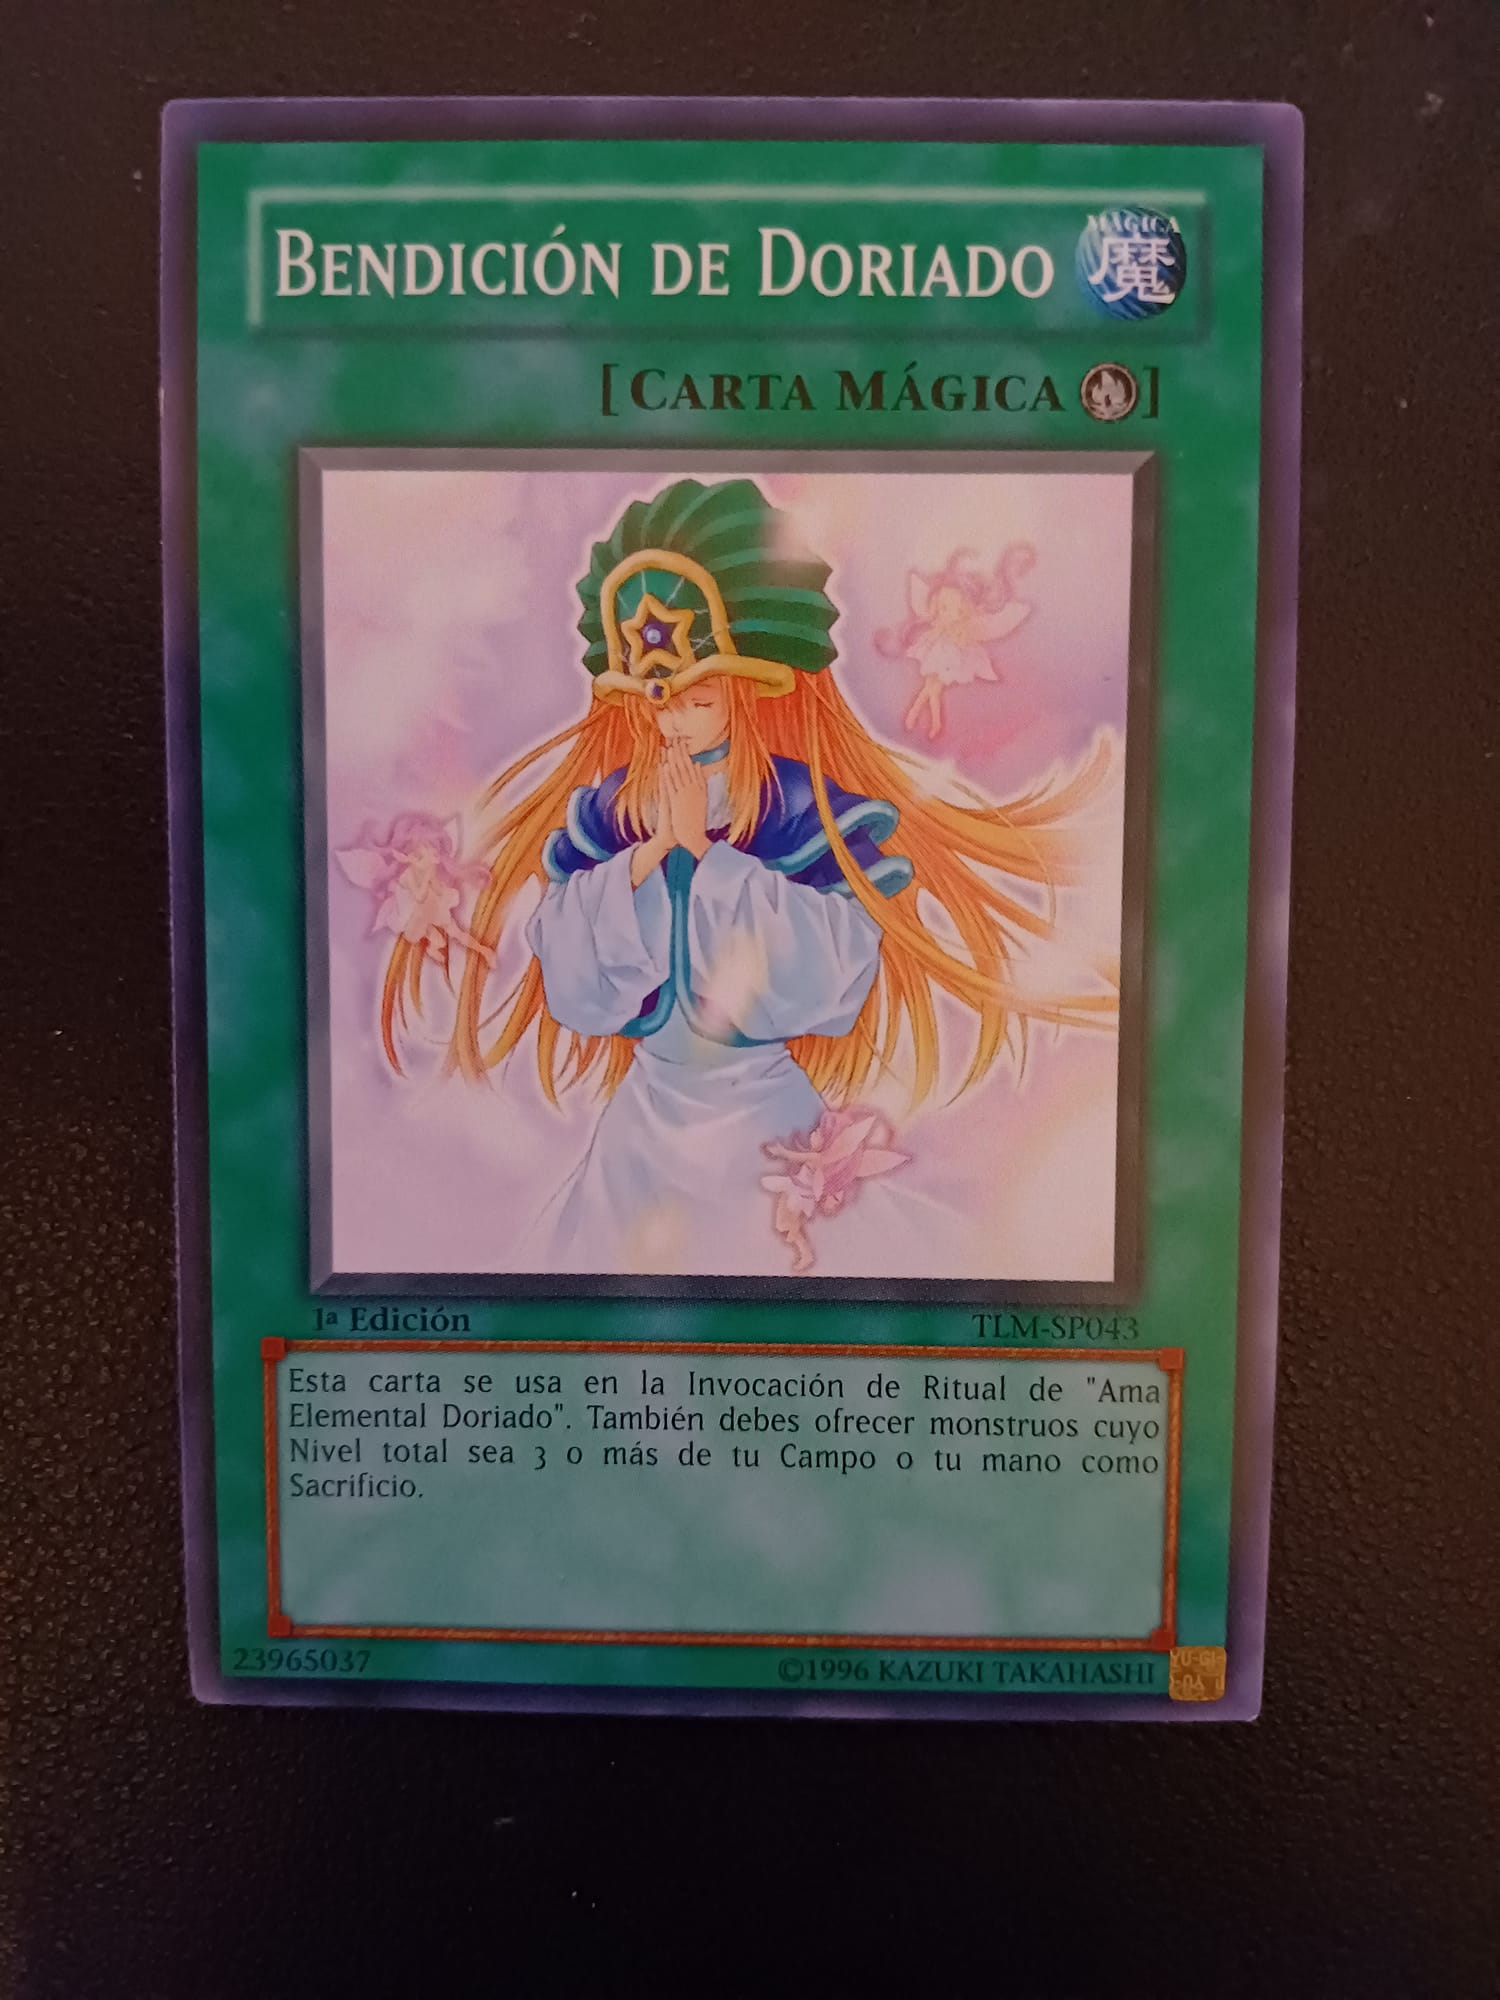 BENDICIÓN DE DORIADO
MÁGICA
魔
[CARTA MÁGICA ]
1ª Edición
TLM-SP043
Esta carta se usa en la Invocación de Ritual de "Ama
Elemental Doriado". También debes ofrecer monstruos cuyo
Nivel total sea 3 o más de tu Campo o tu mano como
Sacrificio.
23965037
©1996 KAZUKI TAKAHASHI